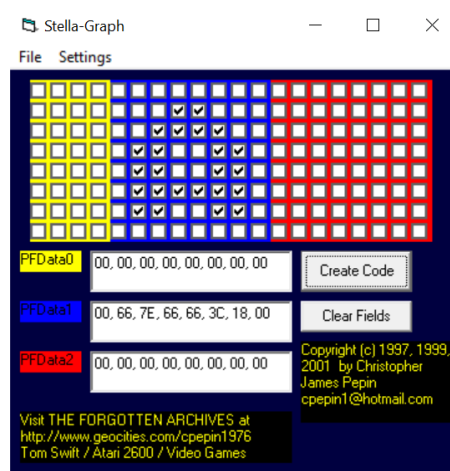 Stella-Graph
File Settings
PFData0
00, 00, 00, 00, 00, 00, 00, 00
Create Code
PFData1
00, 66, 7E, 66, 66, 3C, 18, 00
Clear Fields
PFData2
00, 00, 00, 00, 00, 00, 00, 00
Copyright (c) 1997, 1999,
2001 by Christopher
James Pepin
cpepin1@hotmail.com
Visit THE FORGOTTEN ARCHIVES at
http://www.geocities.com/cpepin1976
Tom Swift / Atari 2600 / Video Games